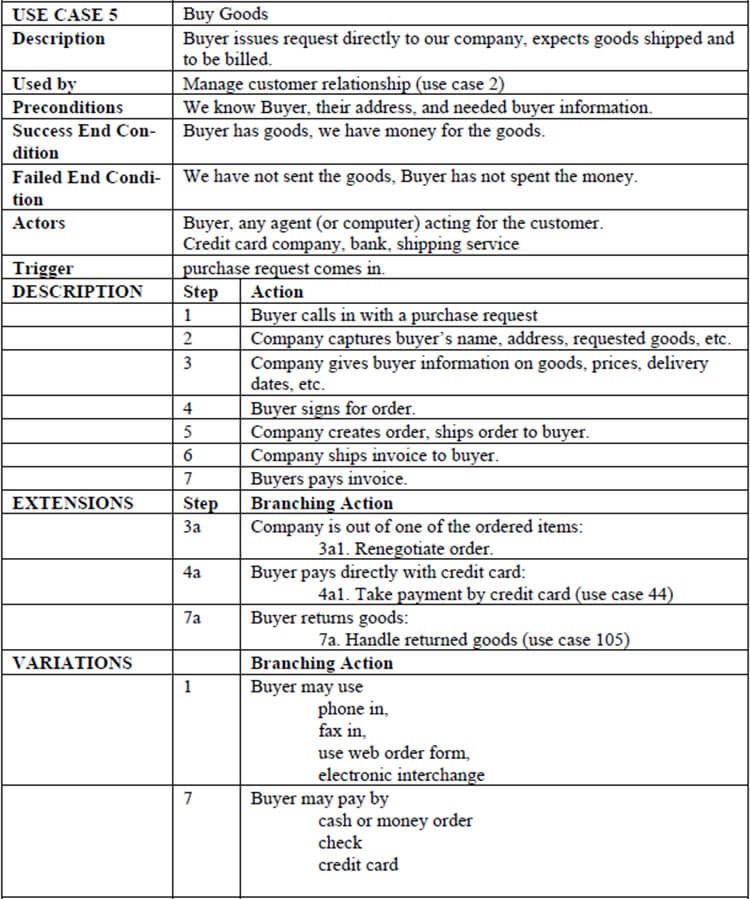 USE CASE 5 Buy Goods
Description Buyer issues request directly to our company, expects goods shipped and
to be billed.
Used by Manage customer relationship (use case 2)
Preconditions We know Buyer, their address, and needed buyer information.
Success End Con- Buyer has goods, we have money for the goods.
dition
Failed End Condi- We have not sent the goods, Buyer has not spent the money.
tion
Actors Buyer, any agent (or computer) acting for the customer.
Credit card company, bank, shipping service
Trigger purchase request comes in.
DESCRIPTION Step Action
1 Buyer calls in with a purchase request
2 Company captures buyer’s name, address, requested goods, etc.
3 Company gives buyer information on goods, prices, delivery
dates, etc.
4 Buyer signs for order.
5 Company creates order, ships order to buyer.
6 Company ships invoice to buyer.
7 Buyers pays invoice.
EXTENSIONS Step Branching Action
3a Company is out of one of the ordered items:
3a1. Renegotiate order.
4a Buyer pays directly with credit card:
4a1. Take payment by credit card (use case 44)
7a Buyer returns goods:
7a. Handle returned goods (use case 105)
VARIATIONS Branching Action
1 Buyer may use
phone in,
fax in,
use web order form,
electronic interchange
7 Buyer may pay by
cash or money order
check
credit card